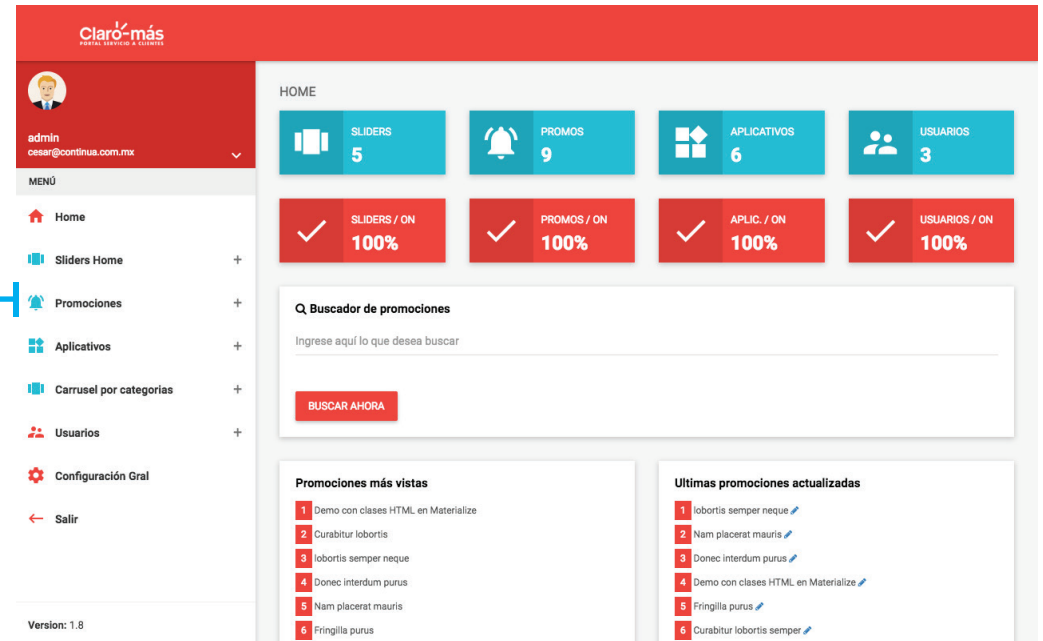 Claro-más
PORTAL SERVICIO A CLIENTES
admin
cesar@continua.com.mx
MENÚ
Home
Sliders Home +
Promociones +
Aplicativos +
Carrusel por categorias +
Usuarios +
Configuración Gral
Salir
Version: 1.8
HOME
SLIDERS
5
PROMOS
9
APLICATIVOS
6
USUARIOS
3
SLIDERS / ON
100%
PROMOS / ON
100%
APLIC. / ON
100%
USUARIOS / ON
100%
Buscador de promociones
Ingrese aquí lo que desea buscar
BUSCAR AHORA
Promociones más vistas
1 Demo con clases HTML en Materialize
2 Curabitur lobortis
3 lobortis semper neque
4 Donec interdum purus
5 Nam placerat mauris
6 Fringilla purus
Ultimas promociones actualizadas
1 lobortis semper neque
2 Nam placerat mauris
3 Donec interdum purus
4 Demo con clases HTML en Materialize
5 Fringilla purus
6 Curabitur lobortis semper